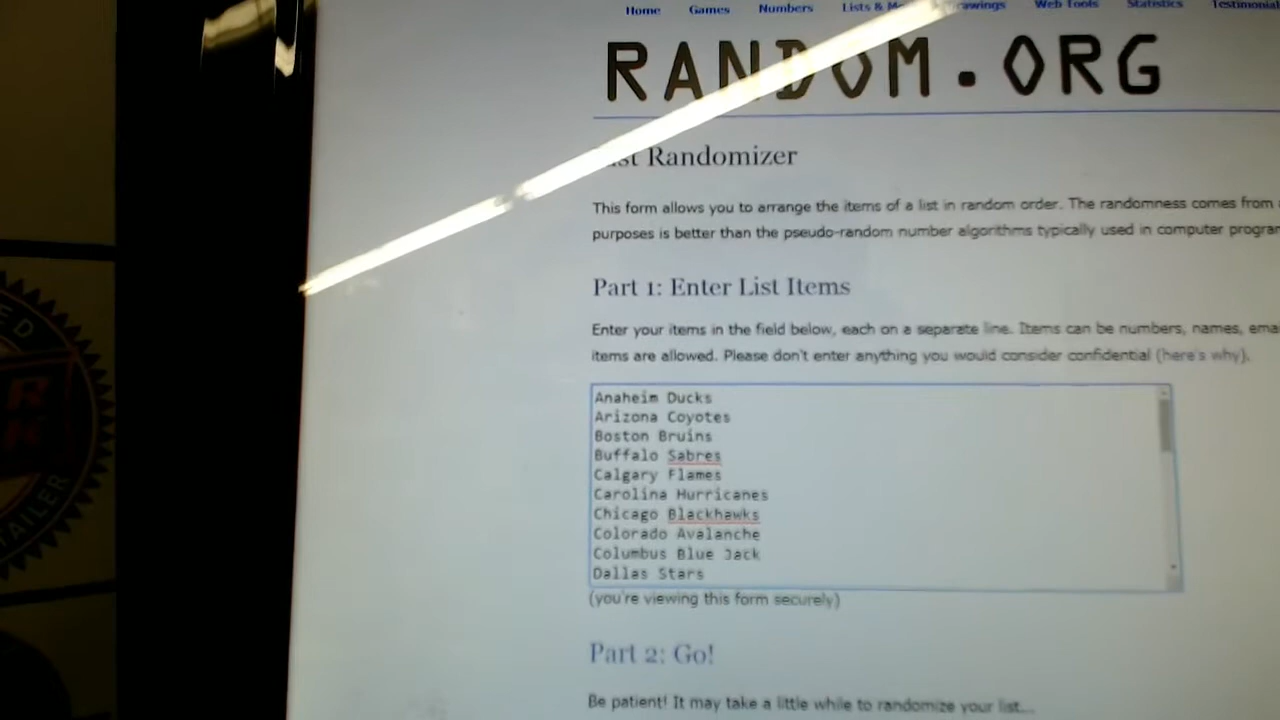 Home Games Numbers Lists & Web Tools Statistics
RANDOM.ORG
Randomizer
This form allows you to arrange the items of a list in random order. The randomness comes from
purposes is better than the pseudo-random number algorithms typically used in computer
Part 1: Enter List Items
Enter your items in the field below, each on a separate line. Items can be numbers, names,
items are allowed. Please don't enter anything you would consider confidential (here's why).
Anaheim Ducks
Arizona Coyotes
Boston Bruins
Buffalo Sabres
Calgary Flames
Carolina Hurricanes
Chicago Blackhawks
Colorado Avalanche
Columbus Blue Jack
Dallas Stars
(you're viewing this form securely)
Part 2: Go!
Be patient! It may take a little while to randomize your list...